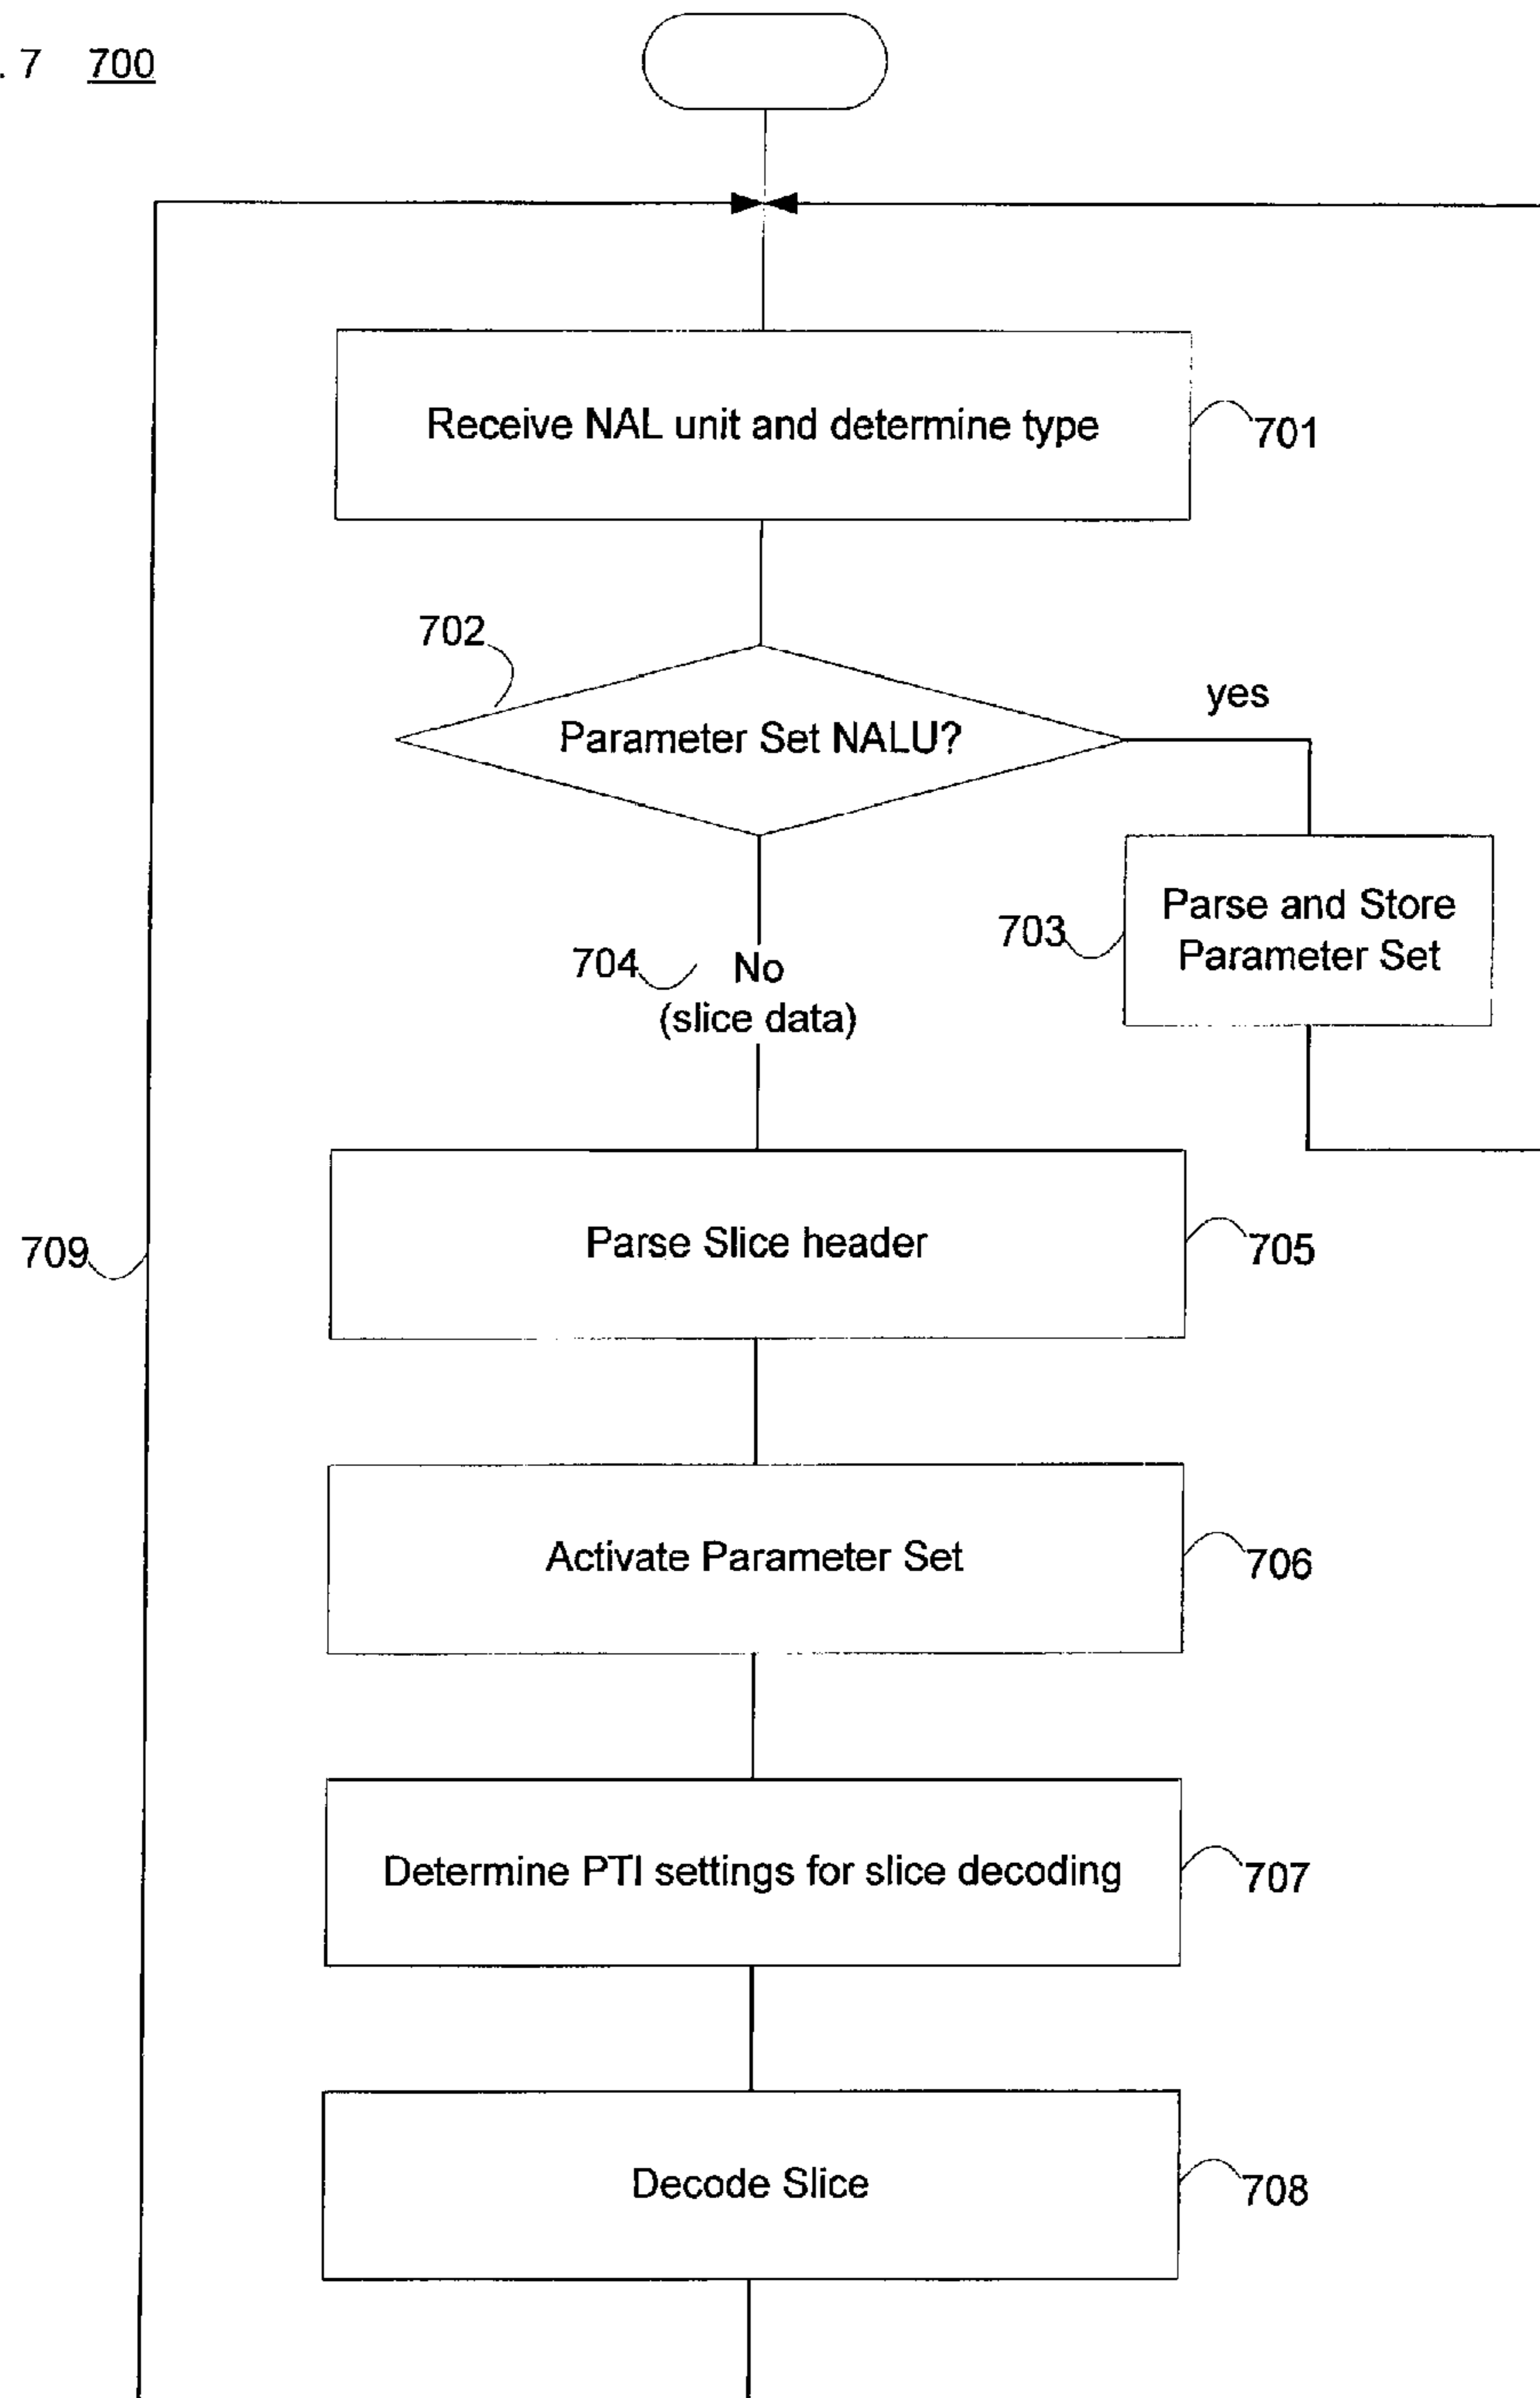 . 7 700
Receive NAL unit and determine type
701
702
Parameter Set NALU?
yes
703
Parse and Store
Parameter Set
704
No
(slice data)
Parse Slice header
705
709
Activate Parameter Set
706
Determine PTI settings for slice decoding
707
Decode Slice
708